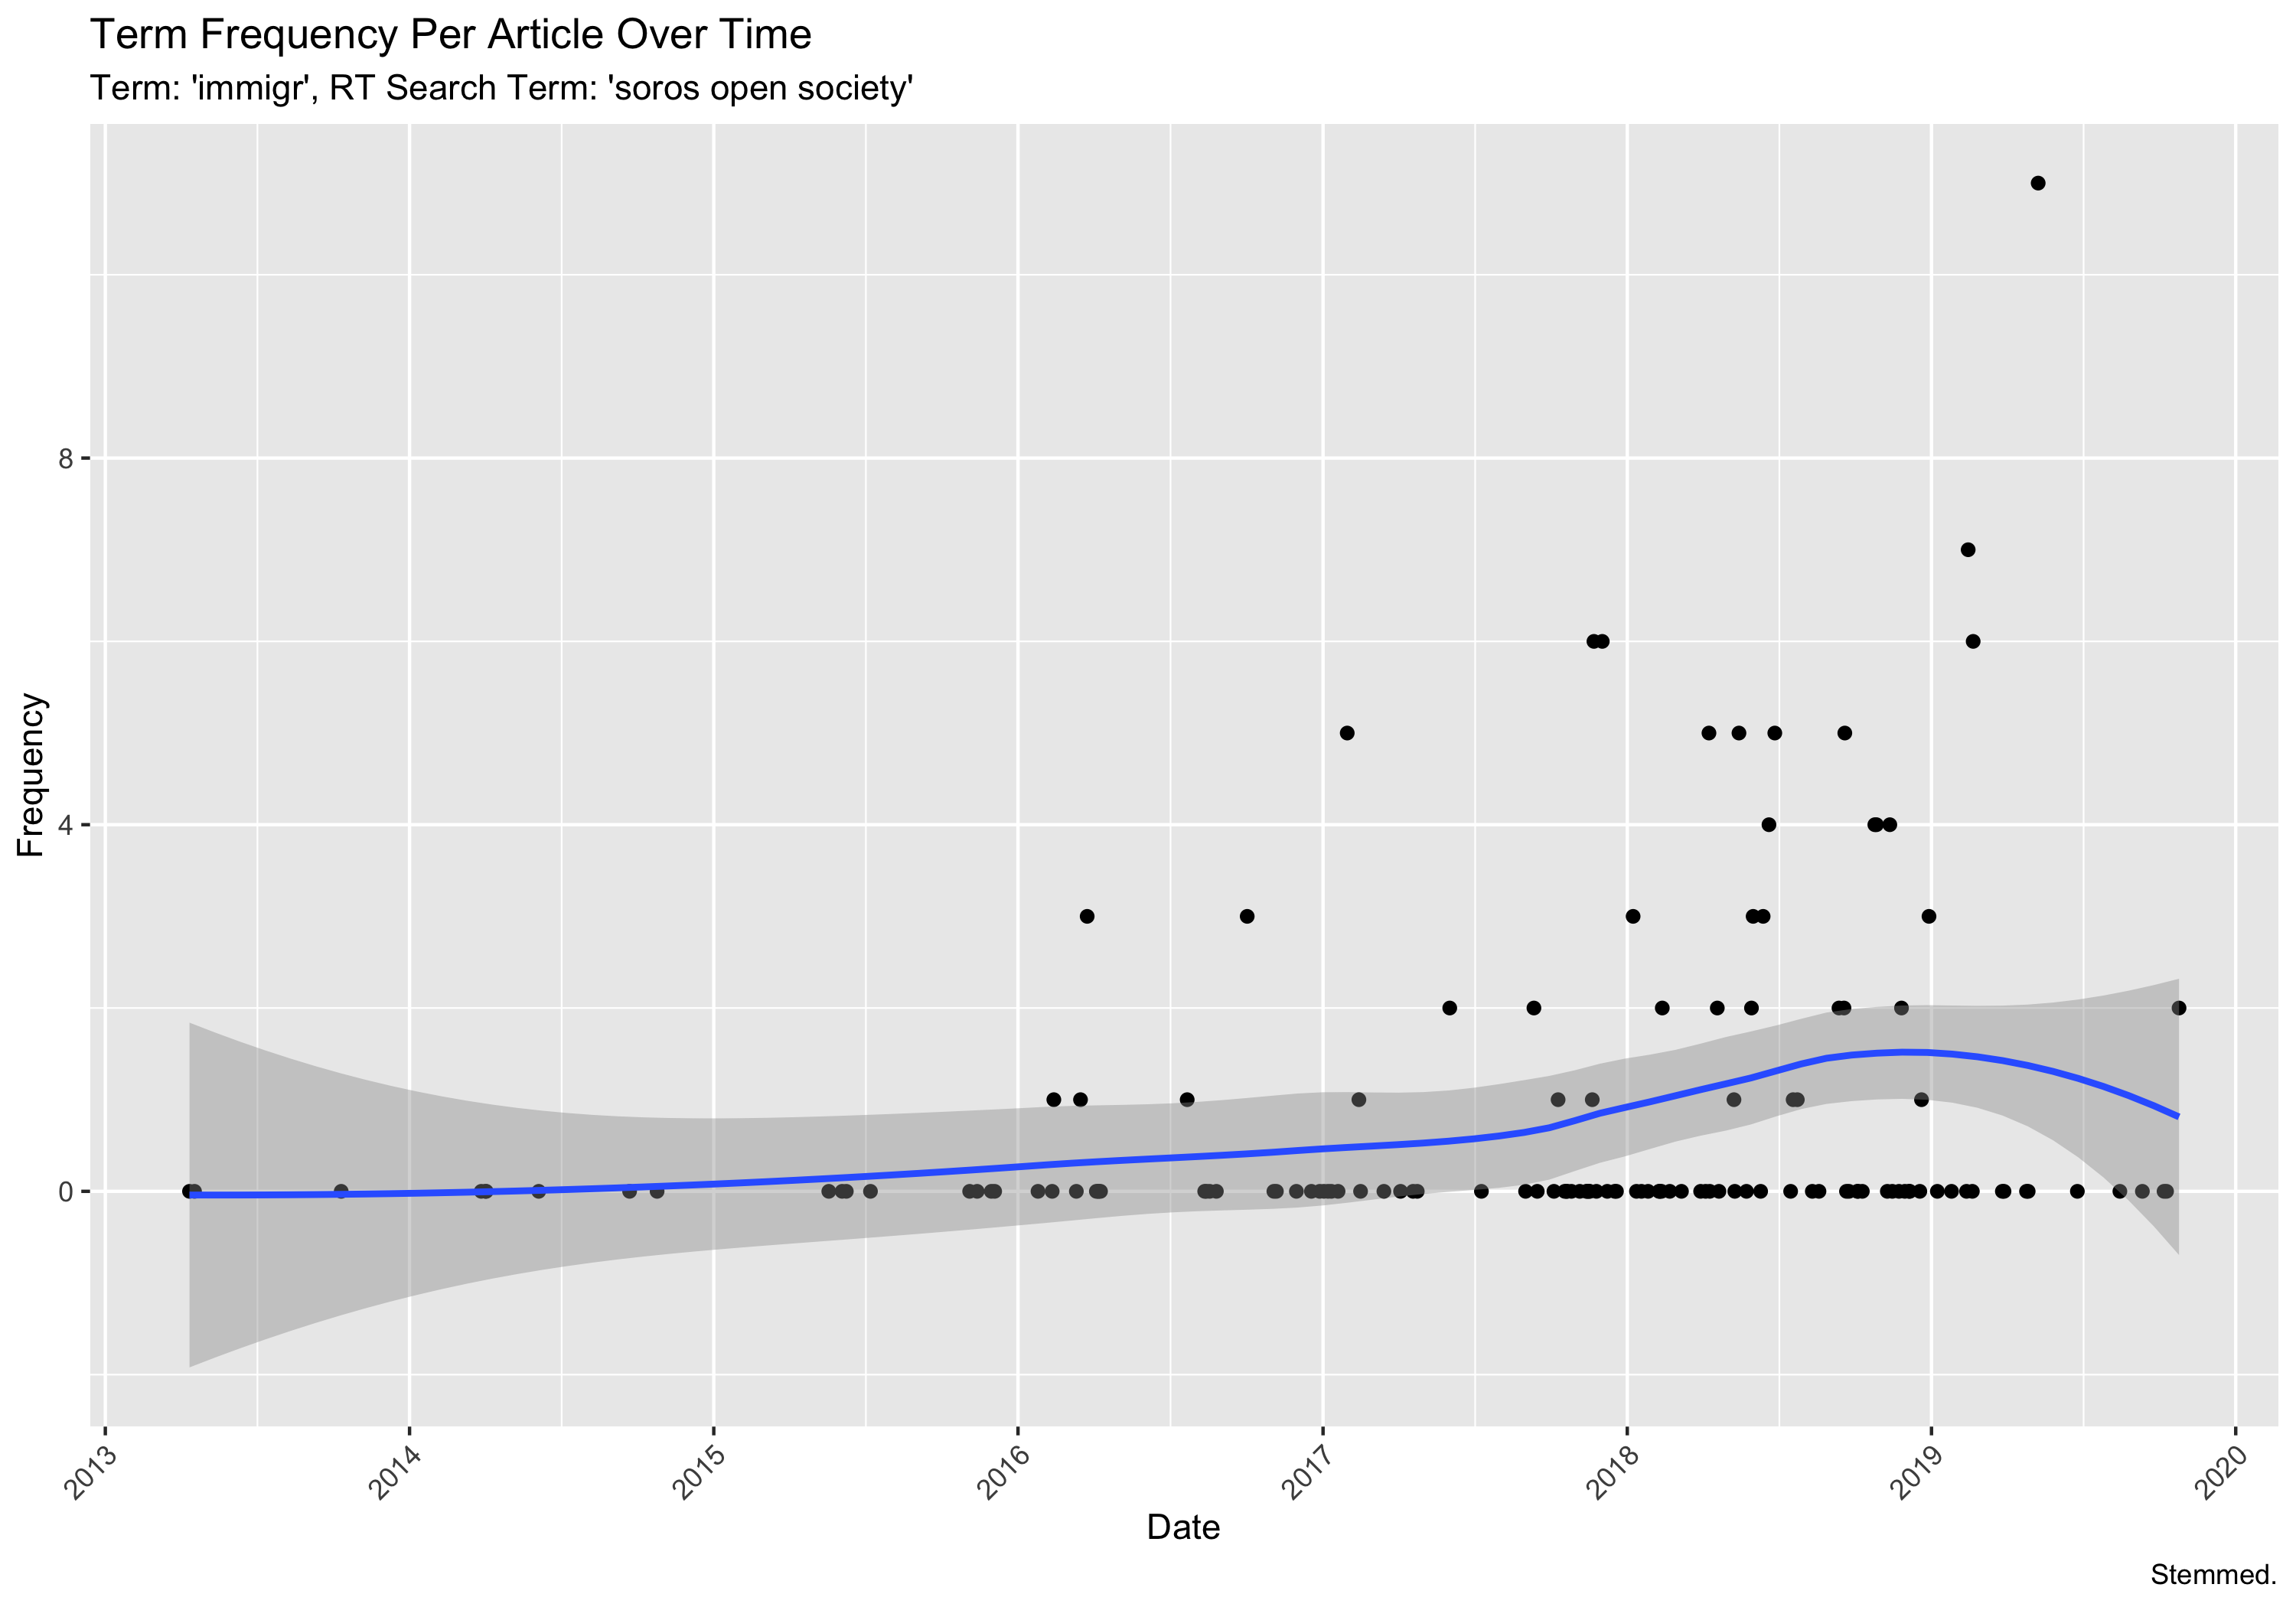 Term Frequency Per Article Over Time
Term: 'immigr', RT Search Term: 'soros open society'
Frequency
8
4
0
2013
2014
2015
2016
2017
2018
2019
2020
Date
Stemmed.